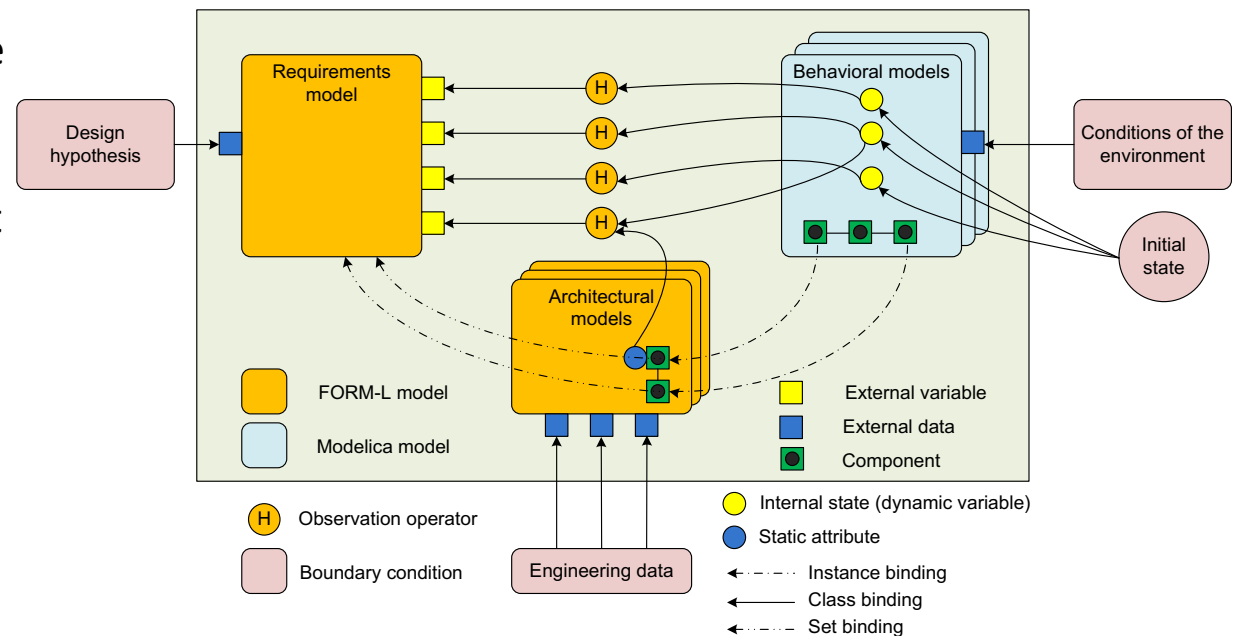 e
t
Requirements
model
H
H
H
H
Behavioral models
Design
hypothesis
Conditions of the
environment
Initial
state
Architectural
models
FORM-L model
Modelica model
External variable
External data
Component
H
Observation operator
Boundary condition
Engineering data
Internal state (dynamic variable)
Static attribute
Instance binding
Class binding
Set binding